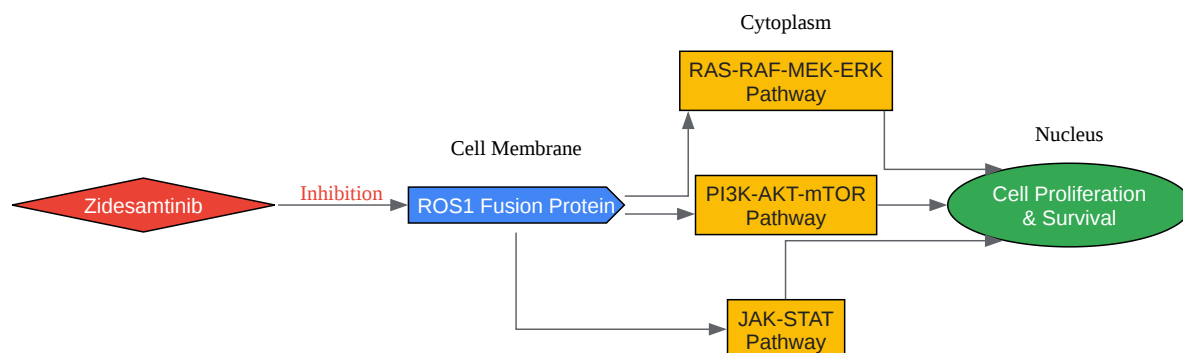 Cytoplasm
RAS-RAF-MEK-ERK
Pathway
Cell Membrane
Nucleus
Zidesamtinib
Inhibition
ROS1 Fusion Protein
PI3K-AKT-mTOR
Pathway
Cell Proliferation
& Survival
JAK-STAT
Pathway